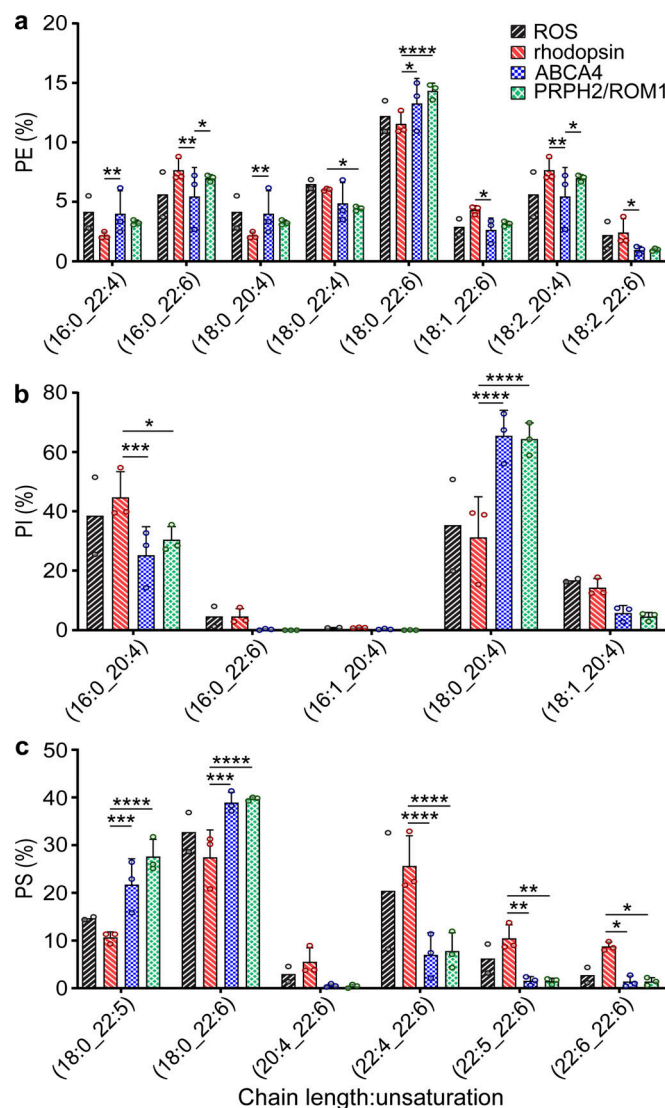 a
ROS
rhodopsin
ABCA4
PRPH2/ROM1
PE (%)
20
15
10
5
0
** ** * ** * * **** * ** * *
(16:0_22:4) (16:0_22:6) (18:0_20:4) (18:0_22:4) (18:0_22:6) (18:1_22:6) (18:2_20:4) (18:2_22:6)
b
PI (%)
80
60
40
20
0
*
***
****
****
(16:0_20:4) (16:0_22:6) (16:1_20:4) (18:0_20:4) (18:1_20:4)
c
PS (%)
50
40
30
20
10
0
****
***
****
***
****
****
**
**
*
*
(18:0_22:5) (18:0_22:6) (20:4_22:6) (22:4_22:6) (22:5_22:6) (22:6_22:6)
Chain length:unsaturation